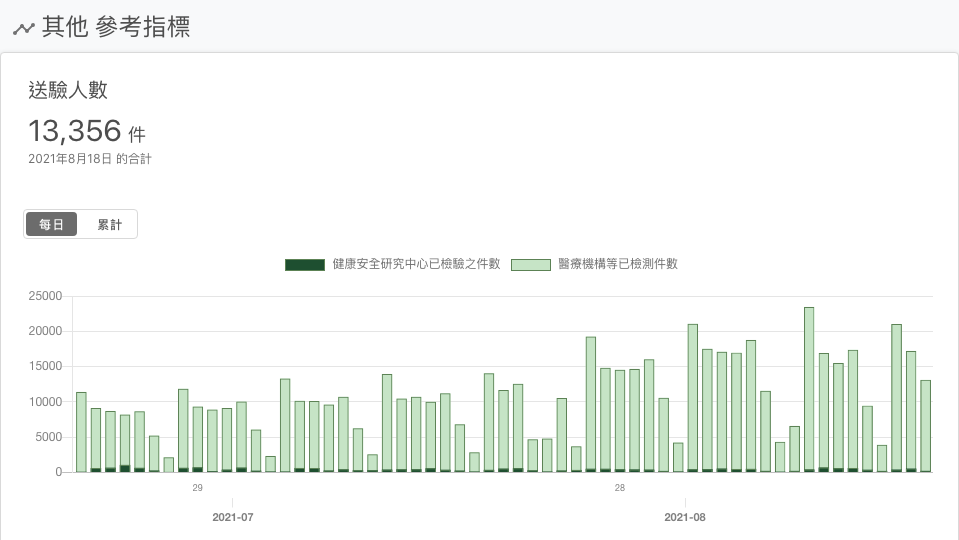 其他 參考指標
送驗人數
13,356 件
2021年8月18日 的合計
每日 累計
健康安全研究中心已檢驗之件數 醫療機構等已檢測件數
25000
20000
15000
10000
5000
0
29 28
2021-07 2021-08